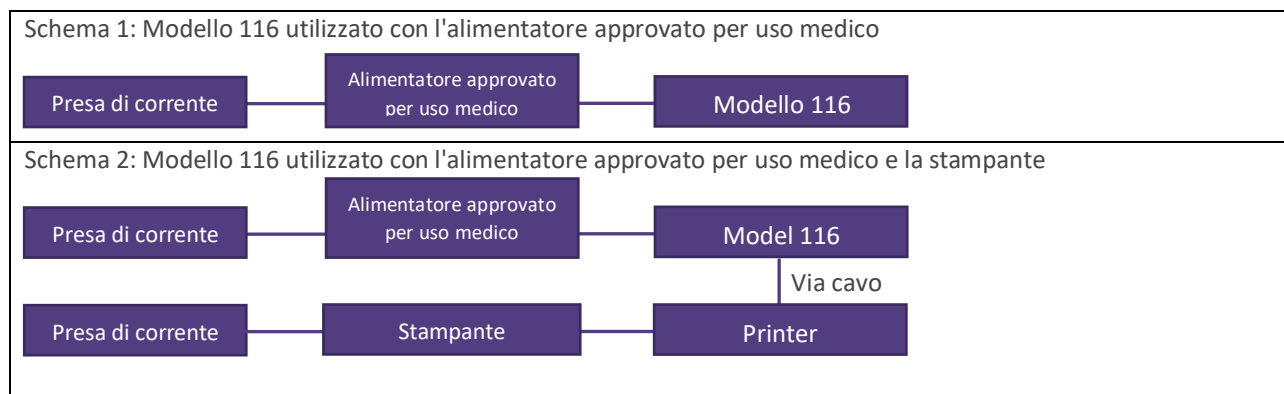 Schema 1: Modello 116 utilizzato con l'alimentatore approvato per uso medico
Presa di corrente
Alimentatore approvato
per uso medico
Modello 116
Schema 2: Modello 116 utilizzato con l'alimentatore approvato per uso medico e la stampante
Presa di corrente
Alimentatore approvato
per uso medico
Model 116
Via cavo
Presa di corrente
Stampante
Printer